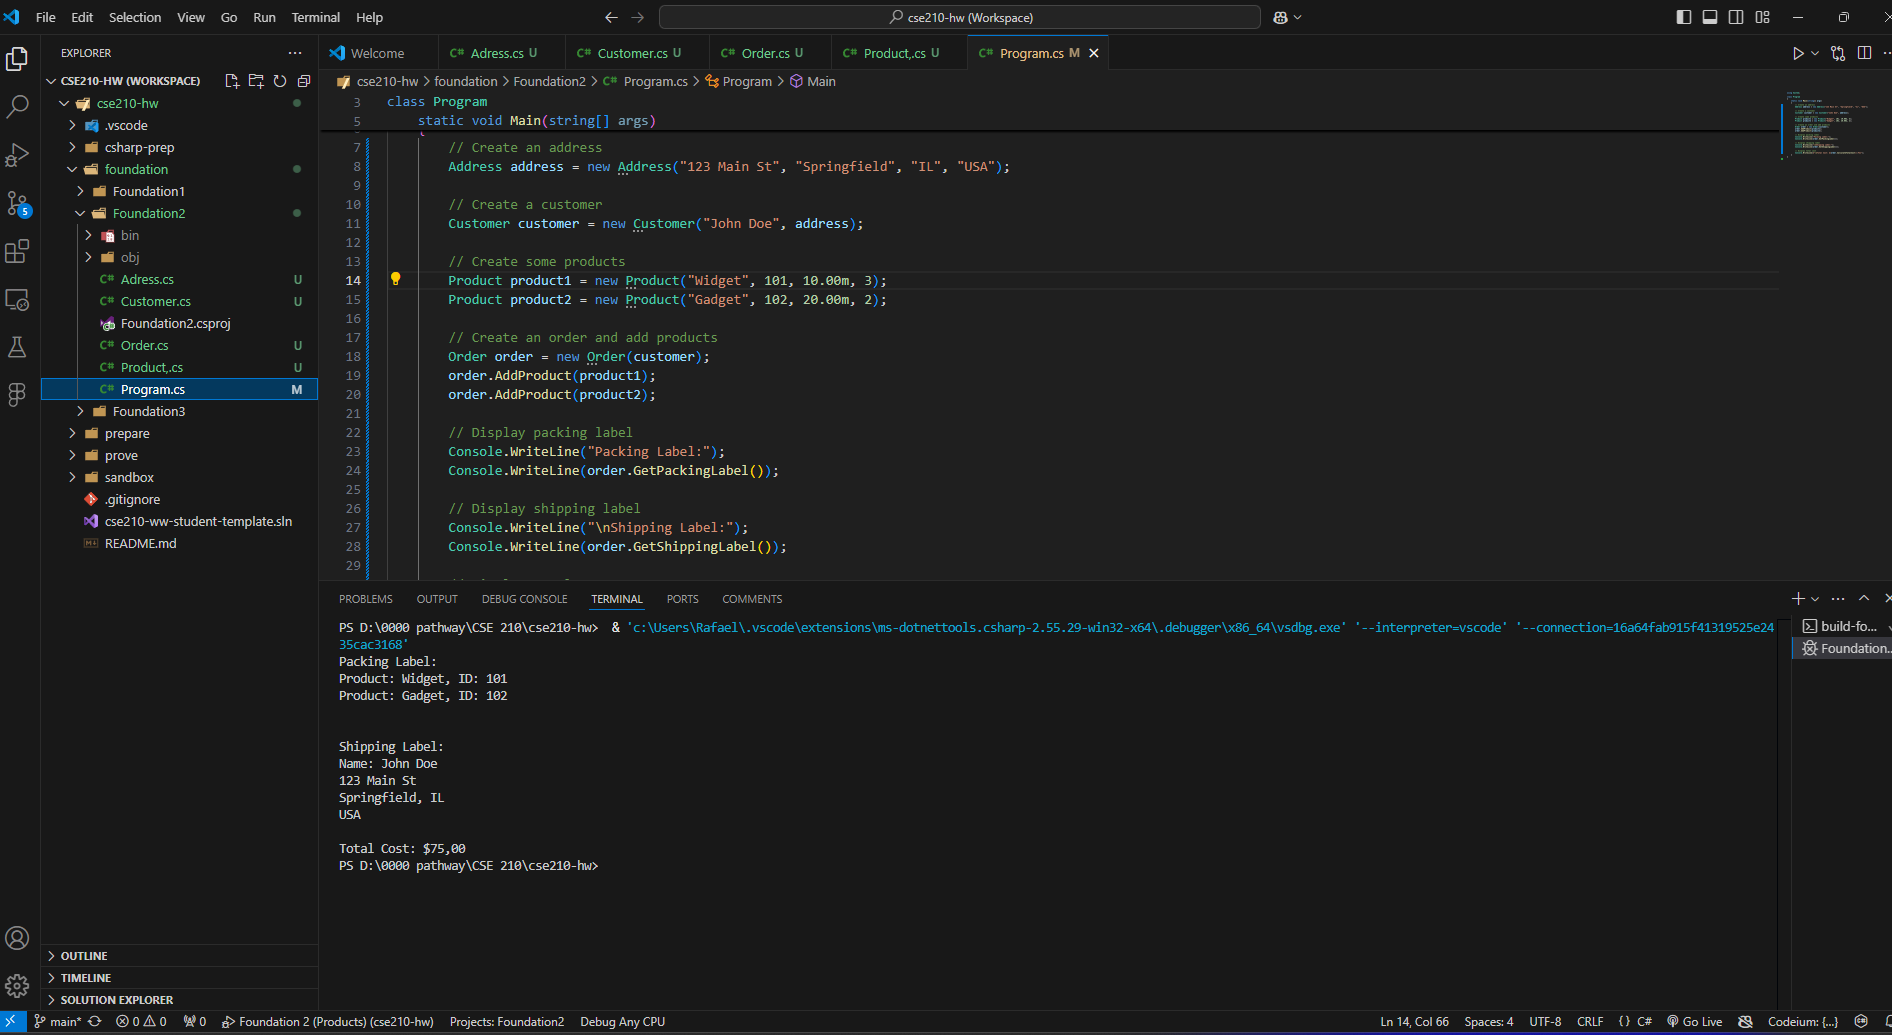 File Edit Selection View Go Run Terminal Help
cse210-hw (Workspace)
EXPLORER
CSE210-HW (WORKSPACE)
cse210-hw
.vscode
csharp-prep
foundation
Foundation1
Foundation2
bin
obj
C# Adress.cs U
C# Customer.cs U
Foundation2.csproj
C# Order.cs U
C# Product,.cs U
C# Program.cs M
Foundation3
prepare
prove
sandbox
.gitignore
cse210-ww-student-template.sln
README.md
OUTLINE
TIMELINE
SOLUTION EXPLORER
5
Welcome
C# Adress.cs U
C# Customer.cs U
C# Order.cs U
C# Product,.cs U
C# Program.cs M
cse210-hw > foundation > Foundation2 > C# Program.cs > Program > Main
3 class Program
5 static void Main(string[] args)
7 // Create an address
8 Address address = new Address("123 Main St", "Springfield", "IL", "USA");
9
10 // Create a customer
11 Customer customer = new Customer("John Doe", address);
12
13 // Create some products
14 Product product1 = new Product("Widget", 101, 10.00m, 3);
15 Product product2 = new Product("Gadget", 102, 20.00m, 2);
16
17 // Create an order and add products
18 Order order = new Order(customer);
19 order.AddProduct(product1);
20 order.AddProduct(product2);
21
22 // Display packing label
23 Console.WriteLine("Packing Label:");
24 Console.WriteLine(order.GetPackingLabel());
25
26 // Display shipping label
27 Console.WriteLine("\nShipping Label:");
28 Console.WriteLine(order.GetShippingLabel());
29
PROBLEMS OUTPUT DEBUG CONSOLE TERMINAL PORTS COMMENTS
PS D:\0000 pathway\CSE 210\cse210-hw> & 'c:\Users\Rafael\.vscode\extensions\ms-dotnettools.csharp-2.55.29-win32-x64\.debugger\x86_64\vsdbg.exe' '--interpreter=vscode' '--connection=16a64fab915f41319525e24
35cac3168'
Packing Label:
Product: Widget, ID: 101
Product: Gadget, ID: 102
Shipping Label:
Name: John Doe
123 Main St
Springfield, IL
USA
Total Cost: $75,00
PS D:\0000 pathway\CSE 210\cse210-hw>
build-fo...
Foundation...
main* 0 0 0 Foundation 2 (Products) (cse210-hw) Projects: Foundation2 Debug Any CPU
Ln 14, Col 66 Spaces: 4 UTF-8 CRLF {} C# Go Live Codeium: {...}